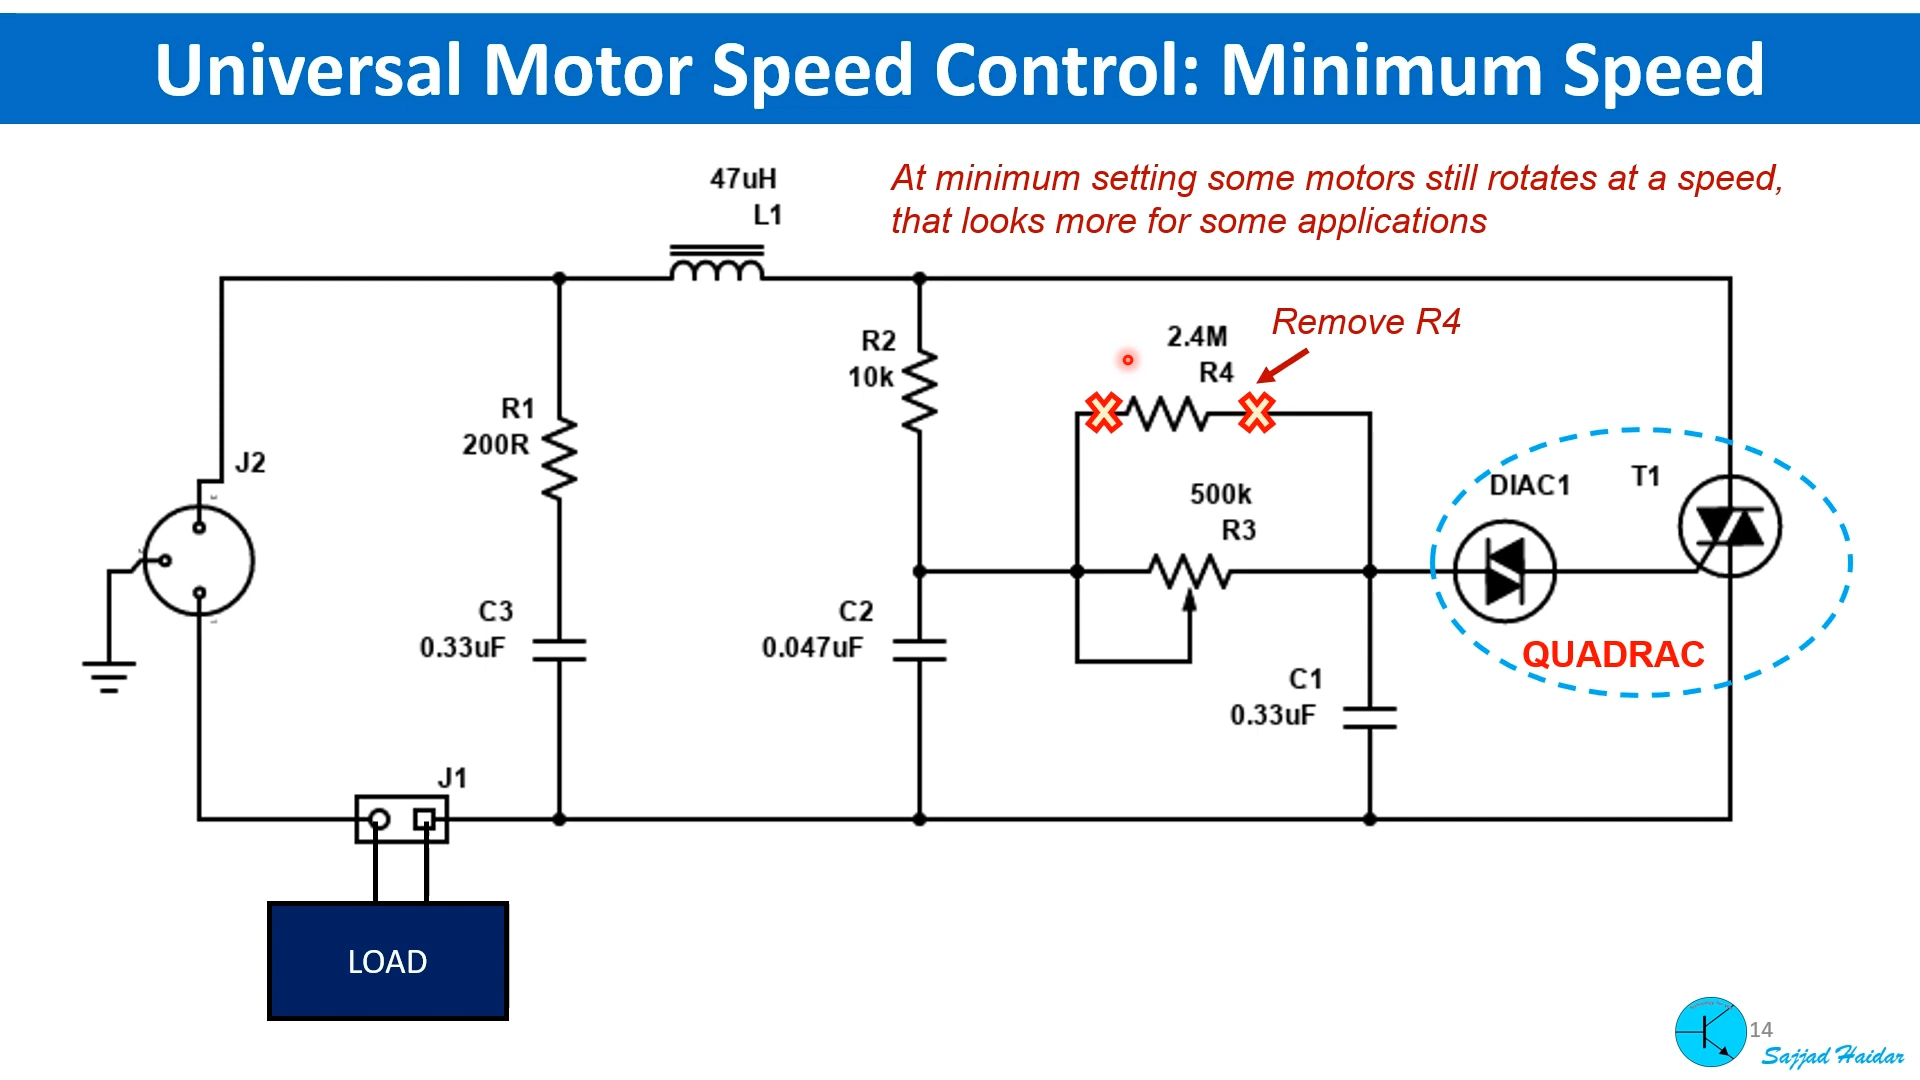 Universal Motor Speed Control: Minimum Speed
At minimum setting some motors still rotates at a speed,
that looks more for some applications
47uH
L1
R2
10k
2.4M
R4
Remove R4
R1
200R
J2
500k
R3
DIAC1
T1
QUADRAC
C3
0.33uF
C2
0.047uF
C1
0.33uF
J1
LOAD
14
Sajjad Haidar